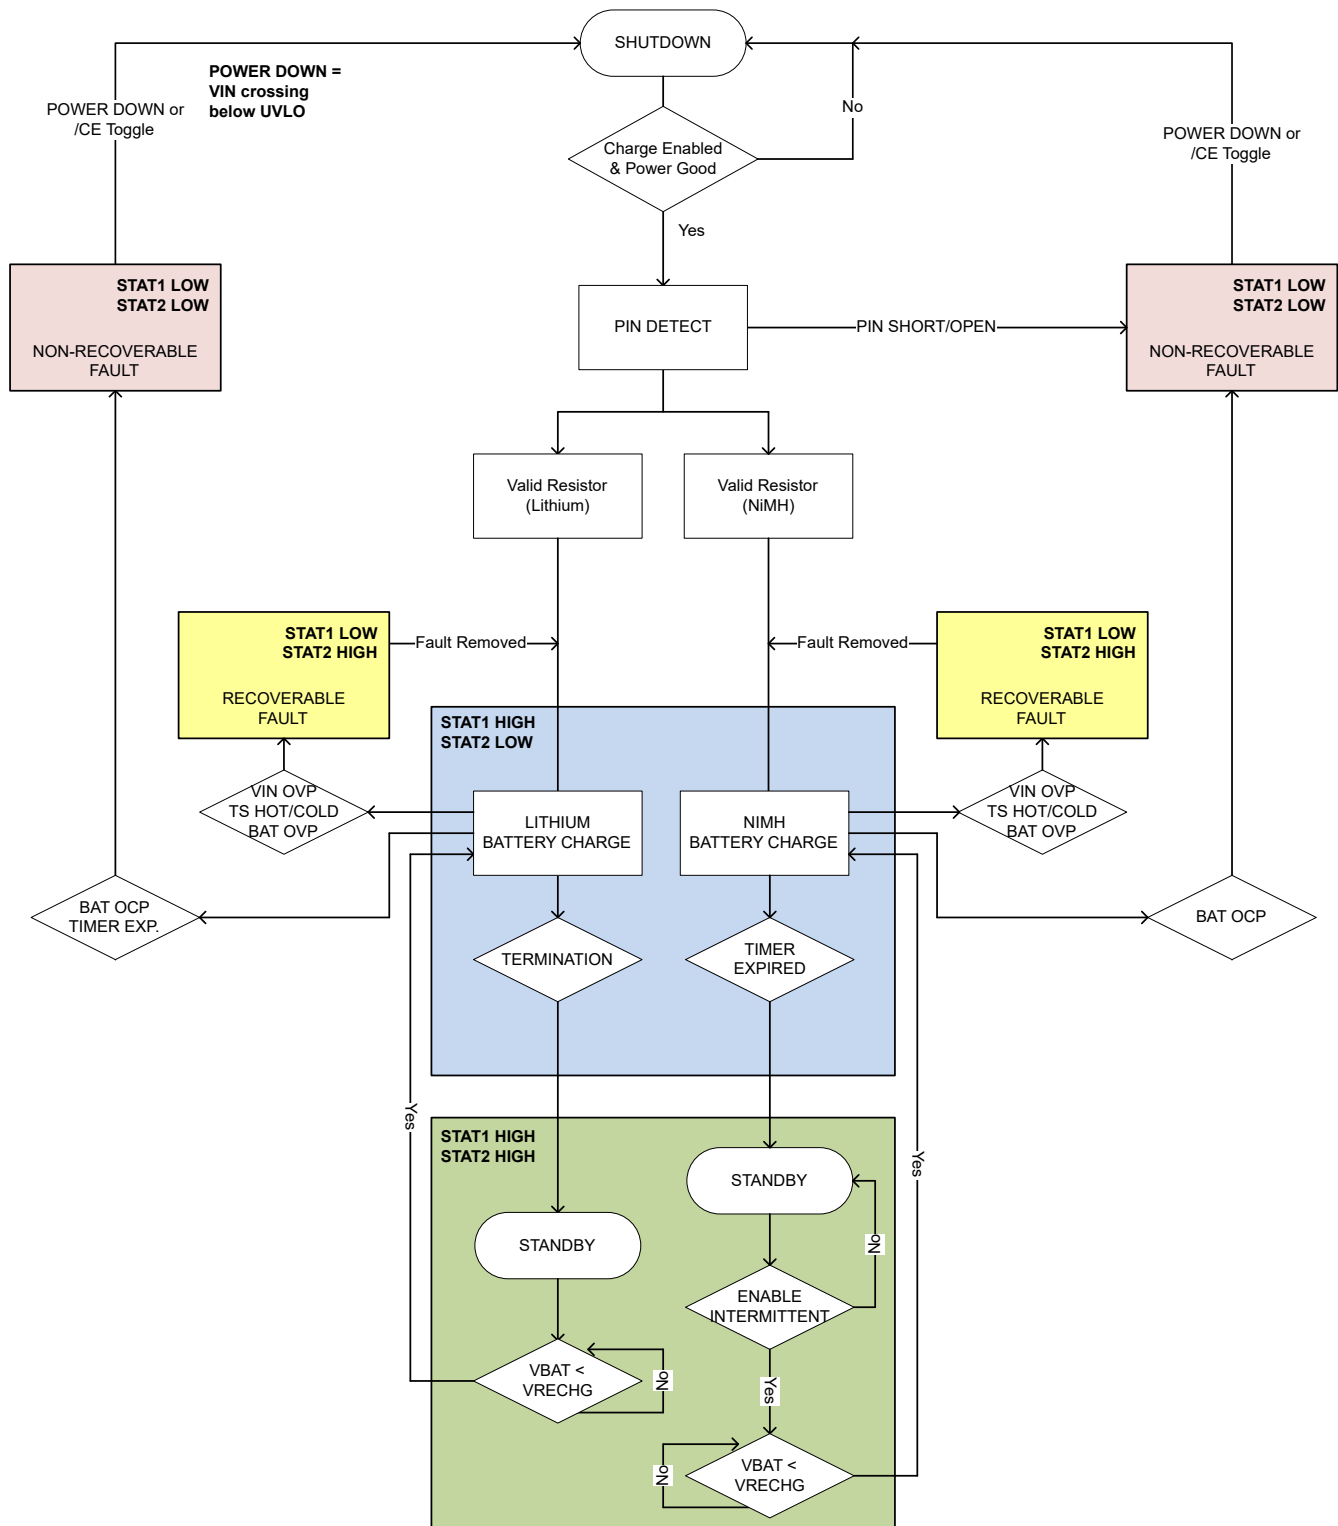 SHUTDOWN
POWER DOWN =
VIN crossing
below UVLO
POWER DOWN or
/CE Toggle
No
POWER DOWN or
/CE Toggle
Charge Enabled
& Power Good
Yes
STAT1 LOW
STAT2 LOW
NON-RECOVERABLE
FAULT
PIN DETECT
PIN SHORT/OPEN
STAT1 LOW
STAT2 LOW
NON-RECOVERABLE
FAULT
Valid Resistor
(Lithium)
Valid Resistor
(NiMH)
STAT1 LOW
STAT2 HIGH
RECOVERABLE
FAULT
Fault Removed
Fault Removed
STAT1 LOW
STAT2 HIGH
RECOVERABLE
FAULT
STAT1 HIGH
STAT2 LOW
VIN OVP
TS HOT/COLD
BAT OVP
LITHIUM
BATTERY CHARGE
NIMH
BATTERY CHARGE
VIN OVP
TS HOT/COLD
BAT OVP
BAT OCP
TIMER EXP.
BAT OCP
TERMINATION
TIMER
EXPIRED
Yes
STAT1 HIGH
STAT2 HIGH
Yes
STANDBY
STANDBY
No
ENABLE
INTERMITTENT
VBAT <
VRECHG
No
Yes
VBAT <
VRECHG
No